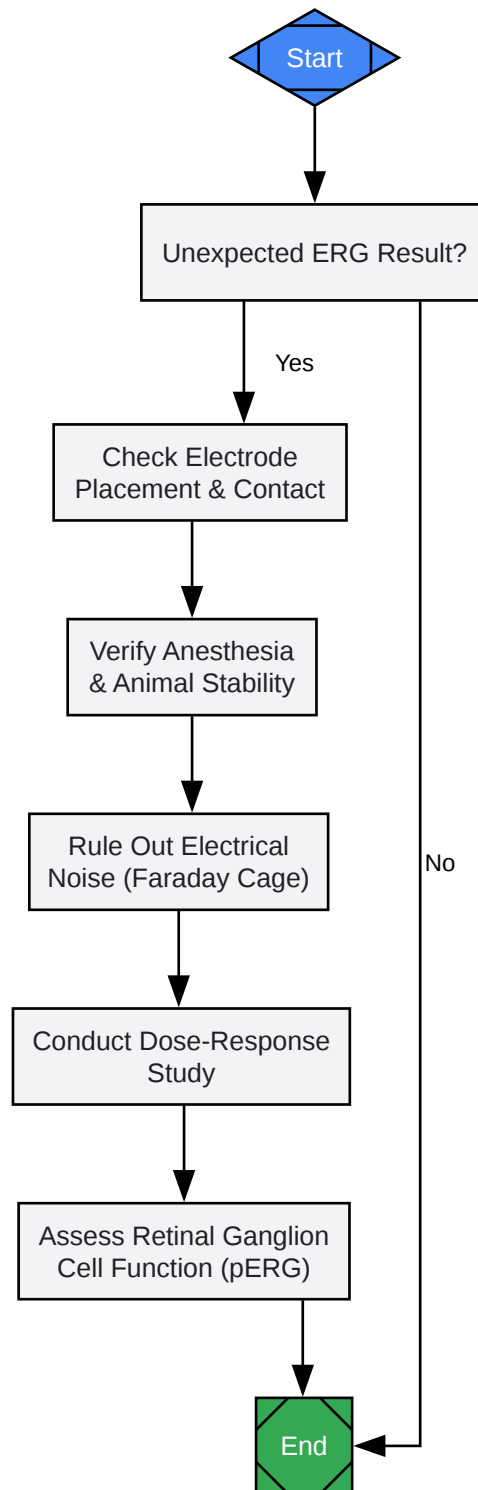 Start
Unexpected ERG Result?
Yes
Check Electrode
Placement & Contact
Verify Anesthesia
& Animal Stability
Rule Out Electrical
Noise (Faraday Cage)
No
Conduct Dose-Response
Study
Assess Retinal Ganglion
Cell Function (pERG)
End